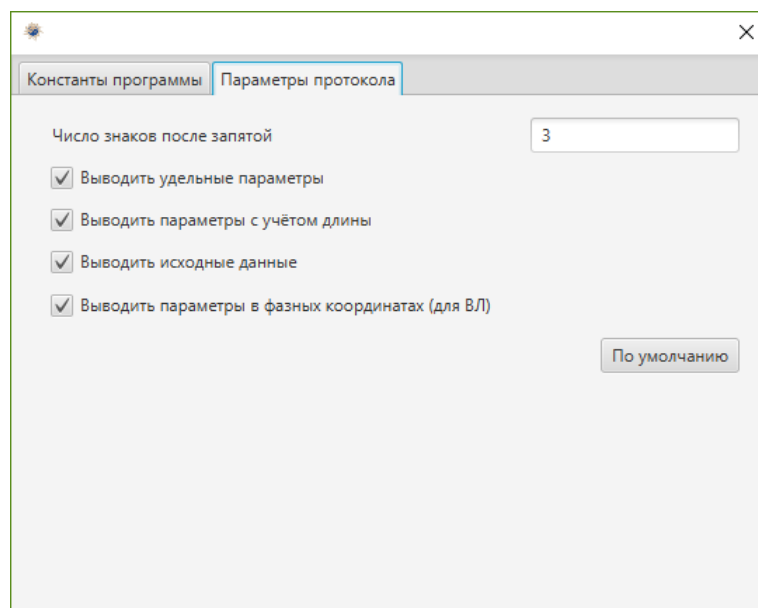 Константы программы Параметры протокола
Число знаков после запятой 3
Выводить удельные параметры
Выводить параметры с учётом длины
Выводить исходные данные
Выводить параметры в фазных координатах (для ВЛ)
По умолчанию